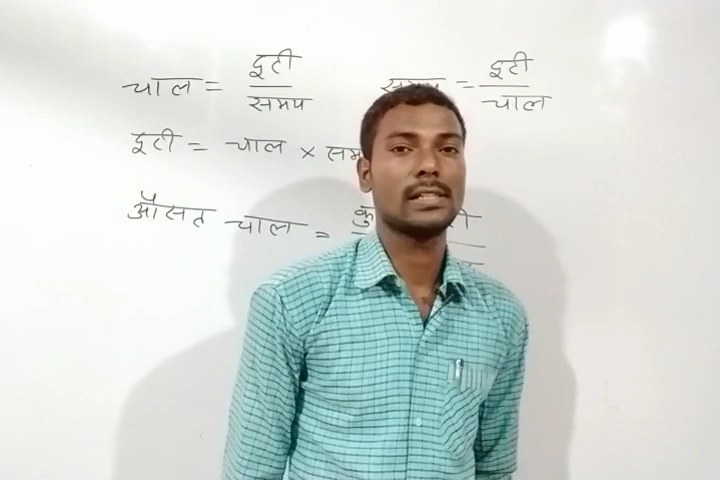 चाल = दूरी / समय
= दूरी / चाल
दूरी = चाल ×
औसत चाल =